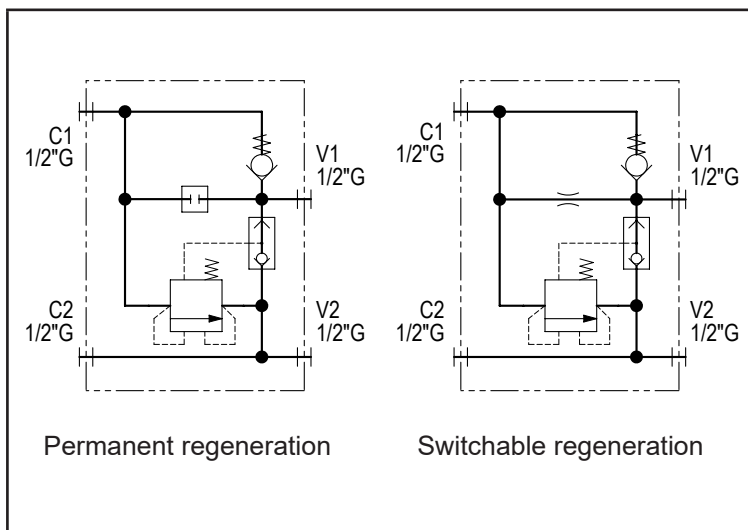 C1
1/2"G
V1
1/2"G
C2
1/2"G
V2
1/2"G
Permanent regeneration
C1
1/2"G
V1
1/2"G
C2
1/2"G
V2
1/2"G
Switchable regeneration